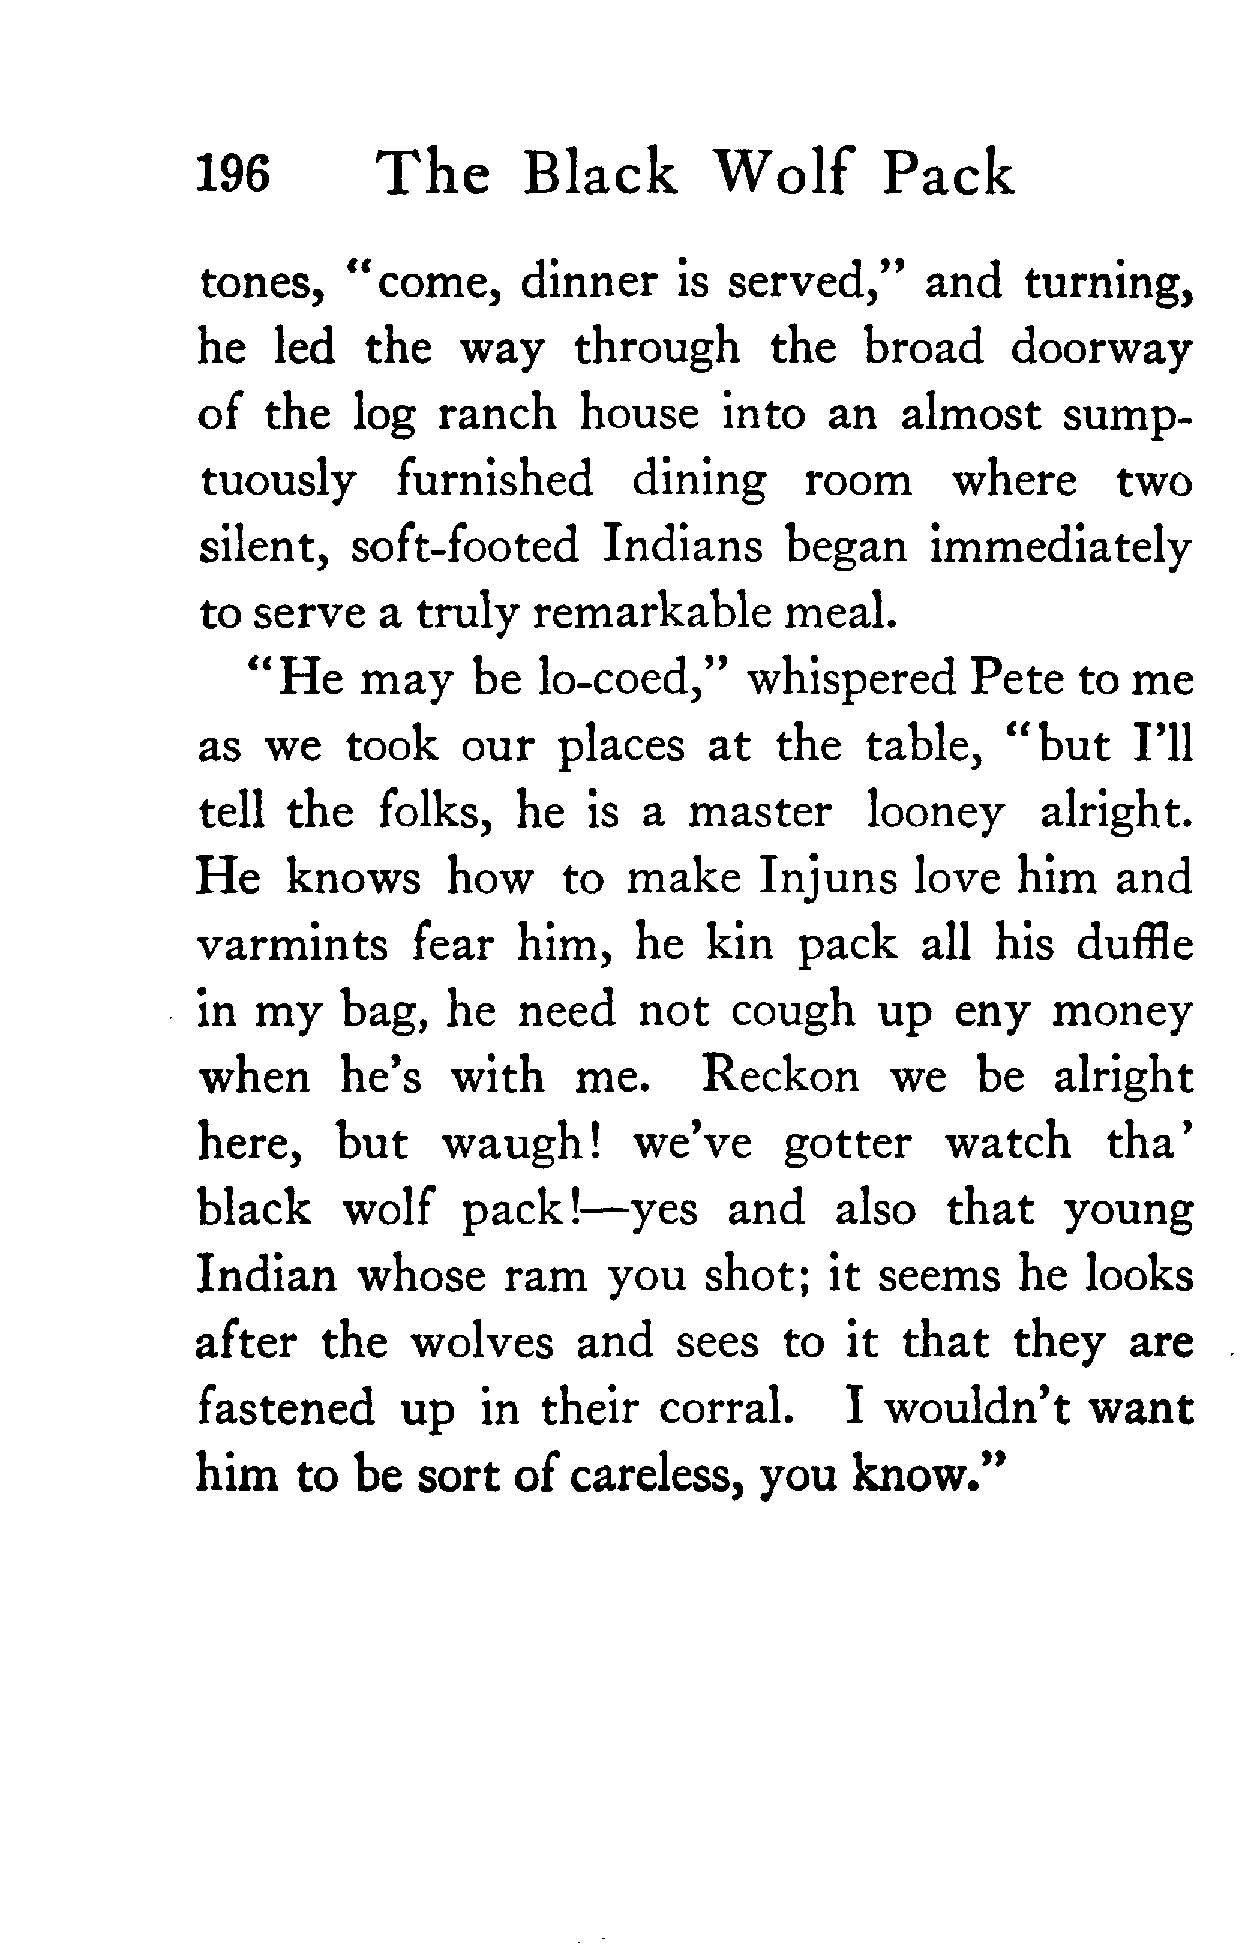 196 The Black Wolf Pack
tones, "come, dinner is served," and turning,
he led the way through the broad doorway
of the log ranch house into an almost sump-
tuously furnished dining room where two
silent, soft-footed Indians began immediately
to serve a truly remarkable meal.
"He may be lo-coed," whispered Pete to me
as we took our places at the table, "but I'll
tell the folks, he is a master looney alright.
He knows how to make Injuns love him and
varmints fear him, he kin pack all his duffle
in my bag, he need not cough up eny money
when he's with me. Reckon we be alright
here, but waugh! we've gotter watch tha'
black wolf pack!—yes and also that young
Indian whose ram you shot; it seems he looks
after the wolves and sees to it that they are
fastened up in their corral. I wouldn't want
him to be sort of careless, you know."